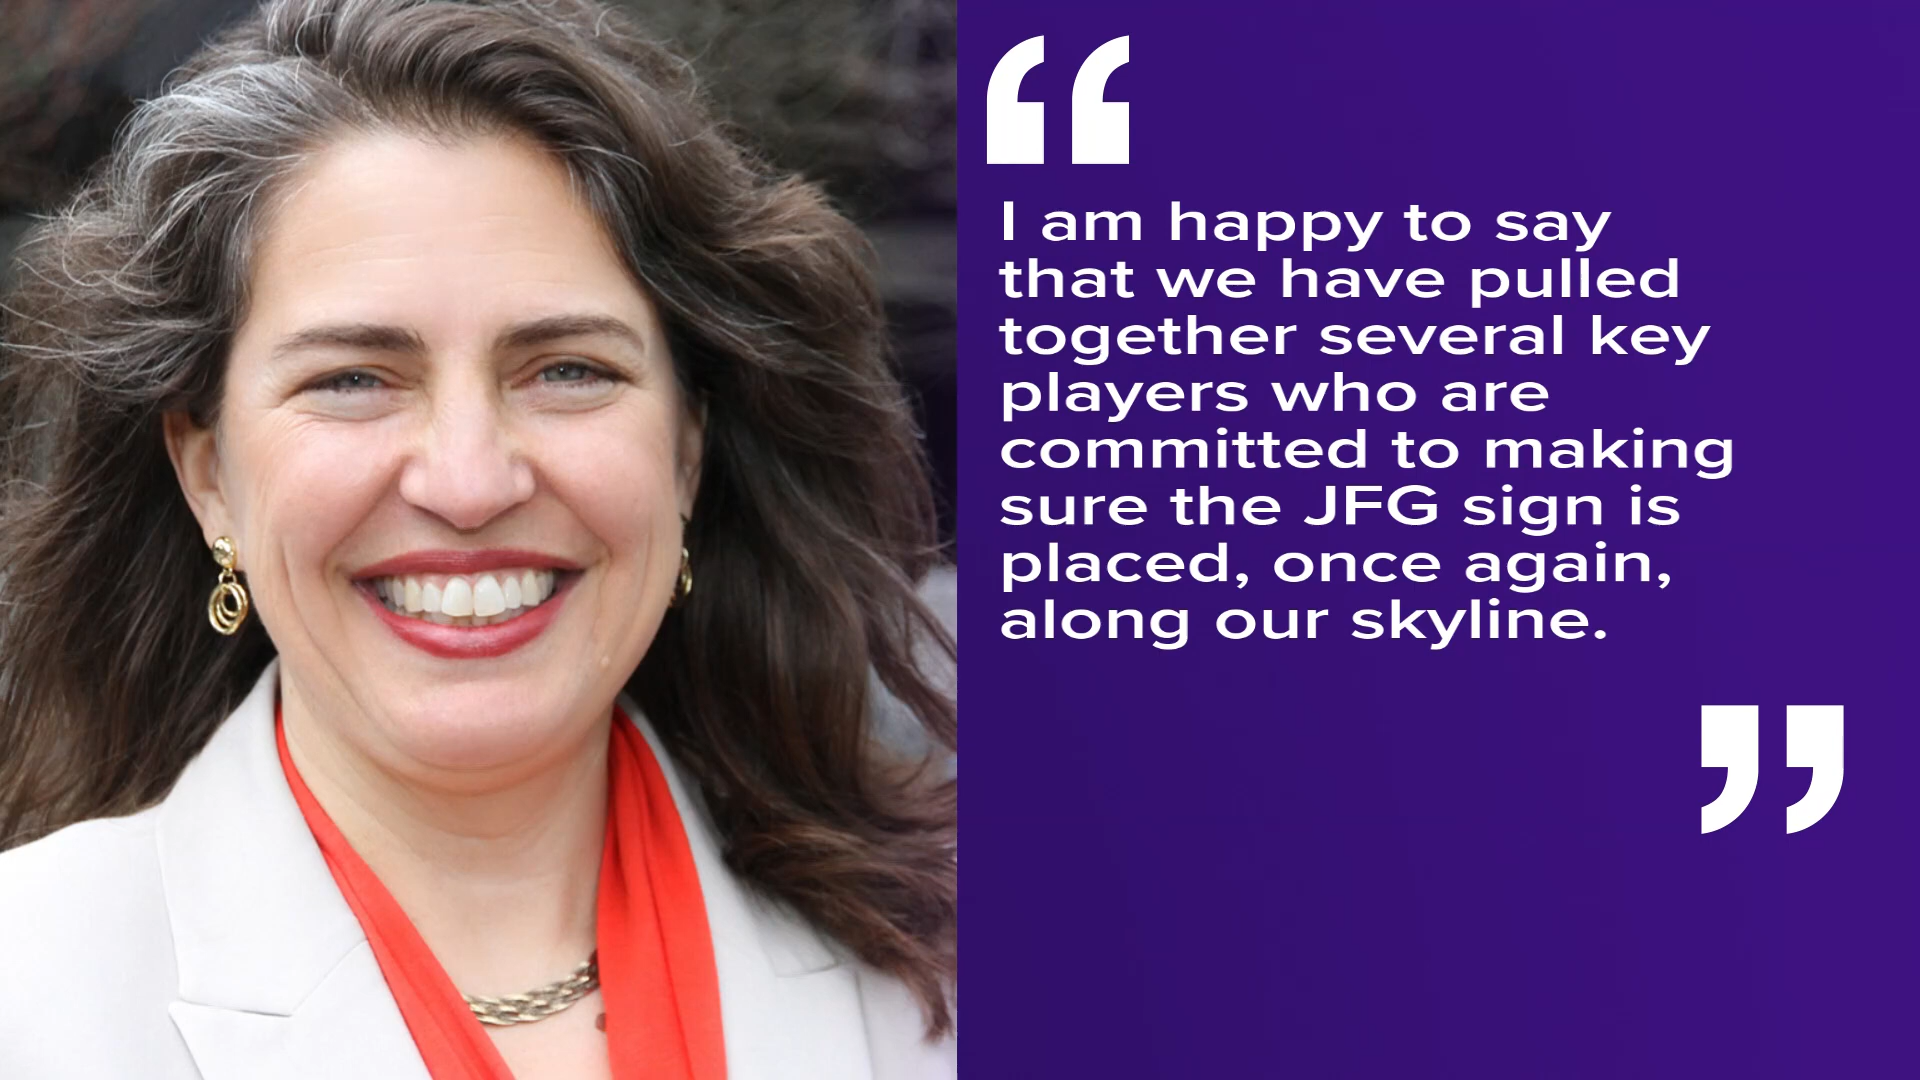 “
I am happy to say
that we have pulled
together several key
players who are
committed to making
sure the JFG sign is
placed, once again,
along our skyline.
”